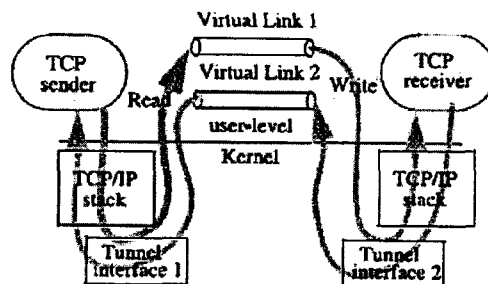 Virtual Link 1
TCP
sender
Virtual Link 2
TCP
receiver
Read
Write
user-level
Kernel
TCP/IP
stack
TCP/IP
stack
Tunnel
interface 1
Tunnel
interface 2